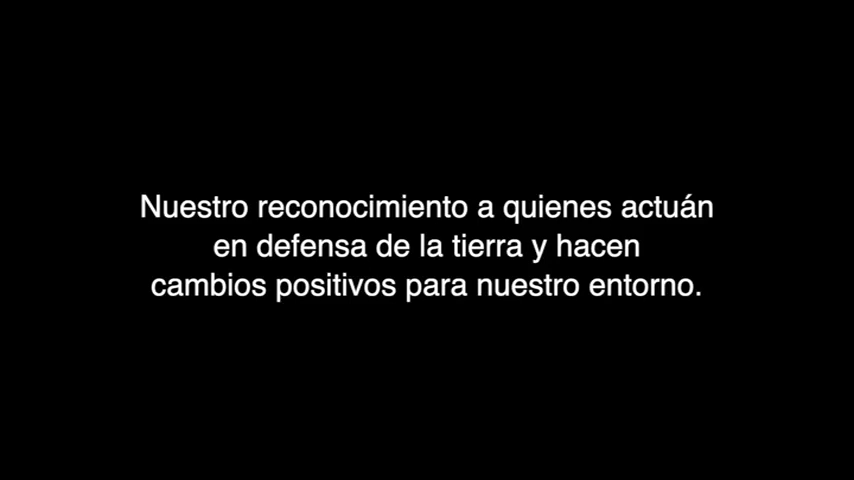 Nuestro reconocimiento a quienes actuán
en defensa de la tierra y hacen
cambios positivos para nuestro entorno.